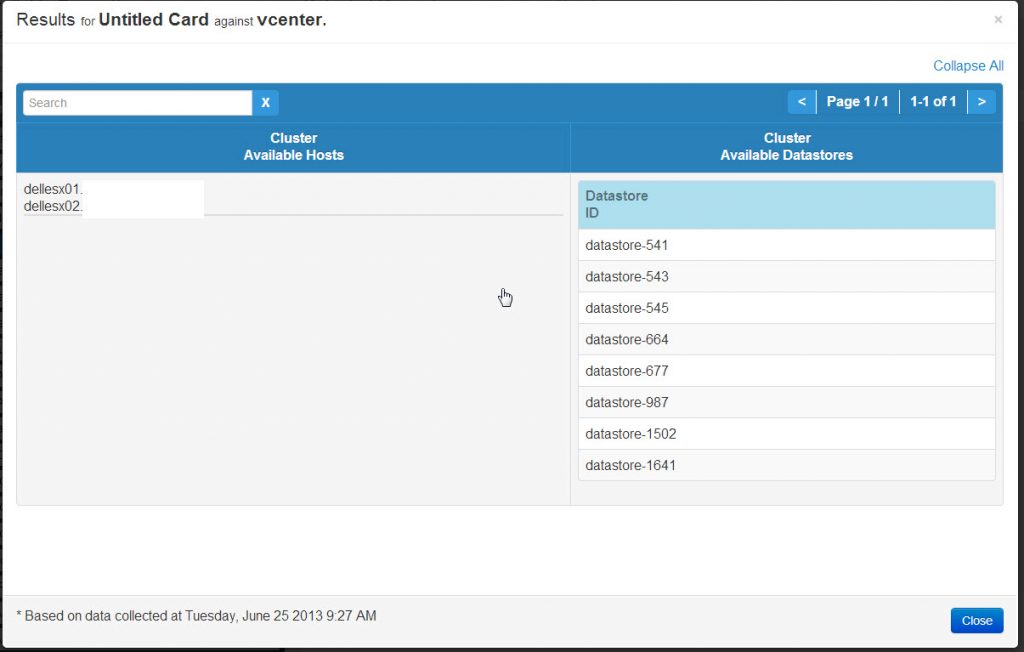 Results for Untitled Card against vcenter.
×
Collapse All
Search
X
< Page 1 / 1 1-1 of 1 >
Cluster
Available Hosts
Cluster
Available Datastores
dellesx01.
dellesx02.
Datastore
ID
datastore-541
datastore-543
datastore-545
datastore-664
datastore-677
datastore-987
datastore-1502
datastore-1641
* Based on data collected at Tuesday, June 25 2013 9:27 AM
Close